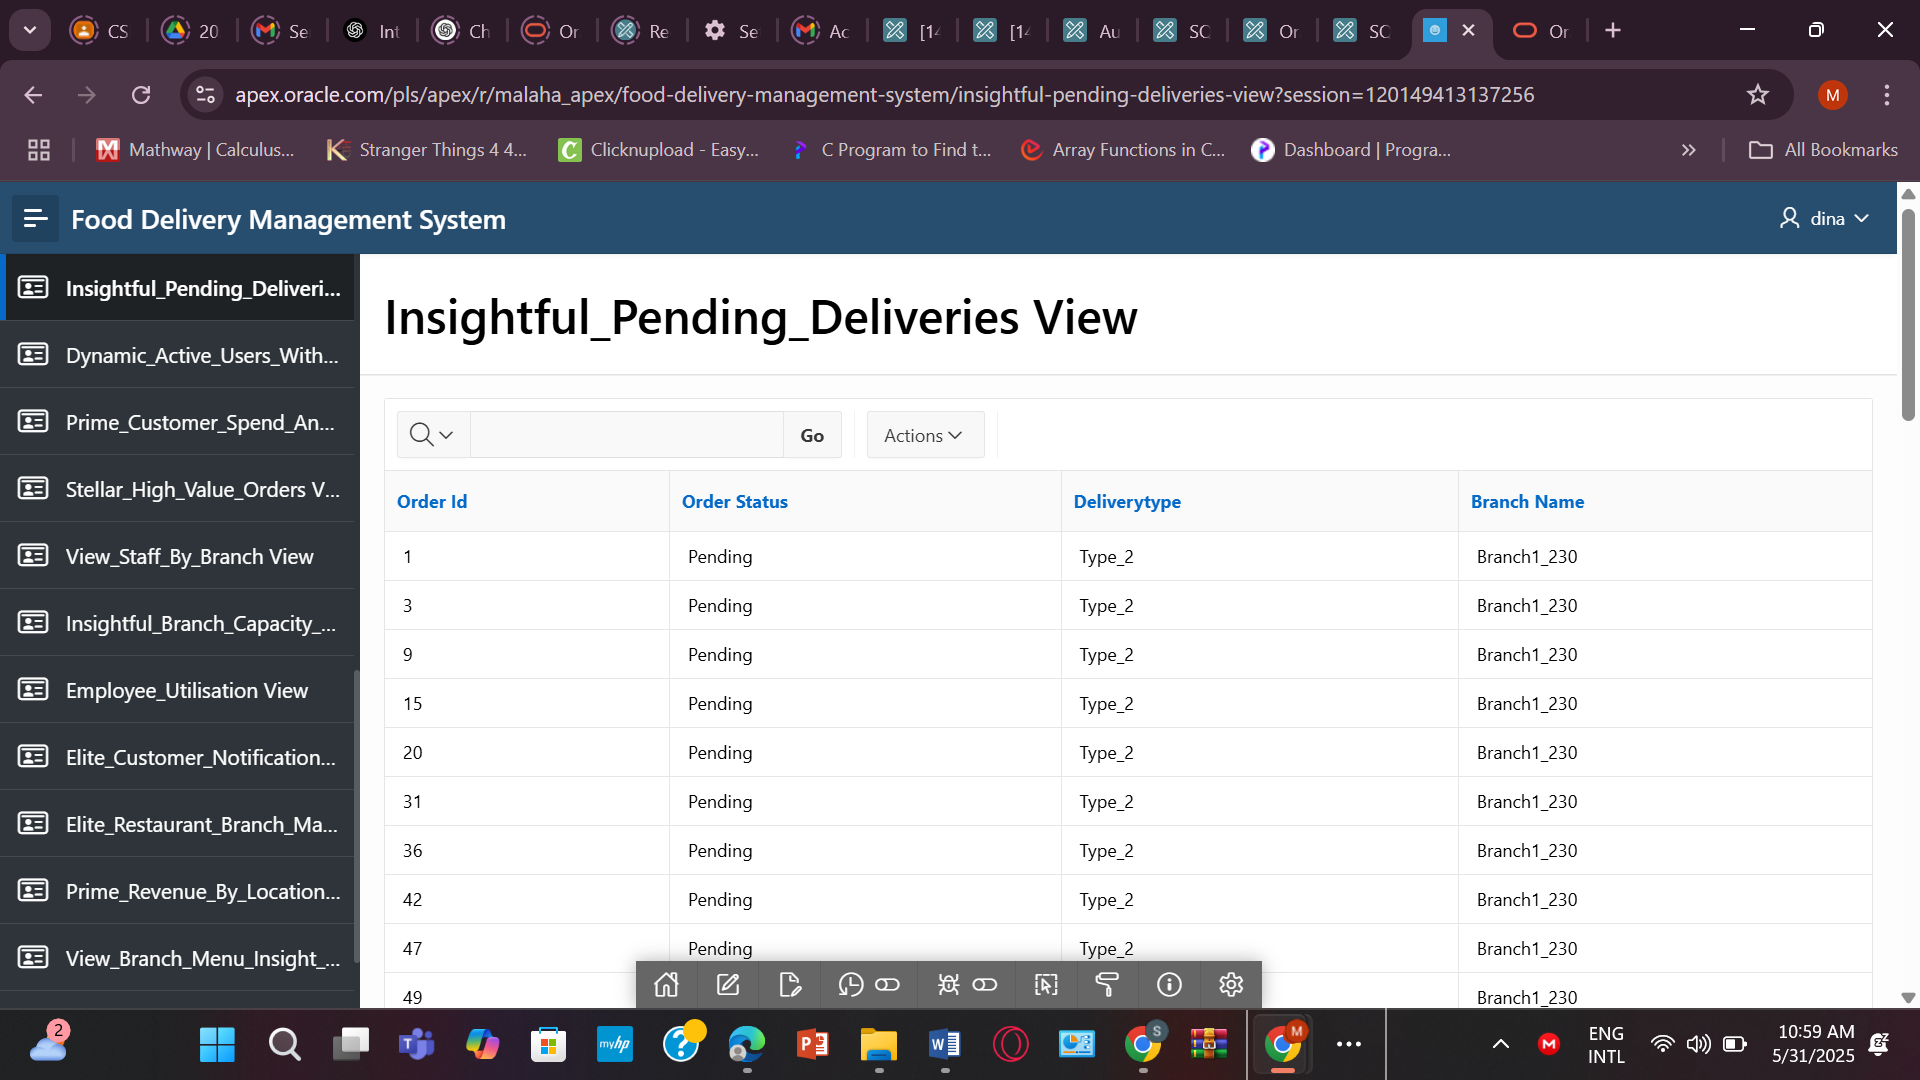 CS
20
Se
Int
Ch
Or
Re
Se
Ac
[14
[14
Au
SQ
Or
SQ
Or
apex.oracle.com/pls/apex/r/malaha_apex/food-delivery-management-system/insightful-pending-deliveries-view?session=120149413137256
M
Mathway | Calculus...
Stranger Things 4 4...
Clicknupload - Easy...
C Program to Find t...
Array Functions in C...
Dashboard | Progra...
All Bookmarks
Food Delivery Management System
dina
Insightful_Pending_Deliveri...
Dynamic_Active_Users_With...
Prime_Customer_Spend_An...
Stellar_High_Value_Orders V...
View_Staff_By_Branch View
Insightful_Branch_Capacity_...
Employee_Utilisation View
Elite_Customer_Notification...
Elite_Restaurant_Branch_Ma...
Prime_Revenue_By_Location...
View_Branch_Menu_Insight_...
Insightful_Pending_Deliveries View
Go
Actions
Order Id Order Status Deliverytype Branch Name
1 Pending Type_2 Branch1_230
3 Pending Type_2 Branch1_230
9 Pending Type_2 Branch1_230
15 Pending Type_2 Branch1_230
20 Pending Type_2 Branch1_230
31 Pending Type_2 Branch1_230
36 Pending Type_2 Branch1_230
42 Pending Type_2 Branch1_230
47 Pending Type_2 Branch1_230
49 Branch1_230
2
myhp
S
M
ENG
INTL
10:59 AM
5/31/2025